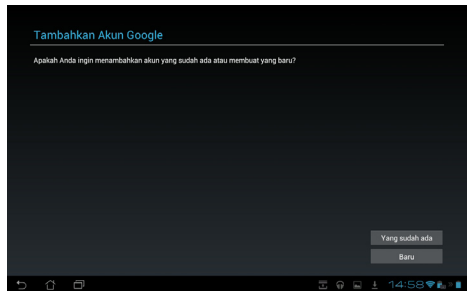 Tambahkan Akun Google
Apakah Anda ingin menambahkan akun yang sudah ada atau membuat yang baru?
Yang sudah ada
Baru
14:58